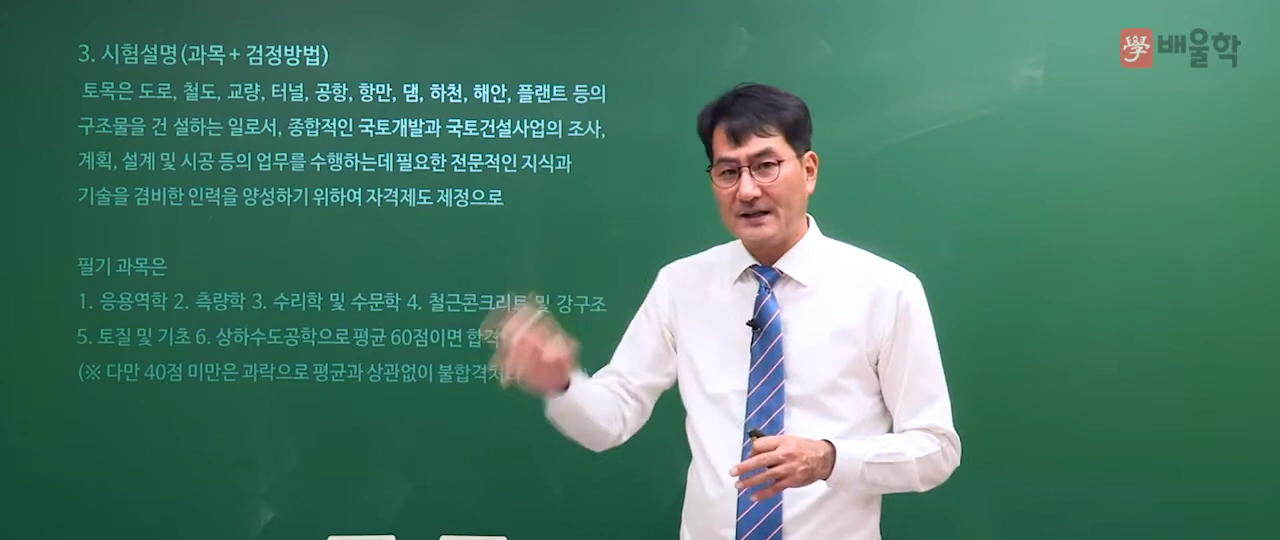 學 배울학
3. 시험설명(과목 + 검정방법)
토목은 도로, 철도, 교량, 터널, 공항, 항만, 댐, 하천, 해안, 플랜트 등의
구조물을 건 설하는 일로서, 종합적인 국토개발과 국토건설사업의 조사,
계획, 설계 및 시공 등의 업무를 수행하는데 필요한 전문적인 지식과
기술을 겸비한 인력을 양성하기 위하여 자격제도 제정으로
필기 과목은
1. 응용역학 2. 측량학 3. 수리학 및 수문학 4. 철근콘크리트 및 강구조
5. 토질 및 기초 6. 상하수도공학으로 평균 60점이면 합격
(※ 다만 40점 미만은 과락으로 평균과 상관없이 불합격처리